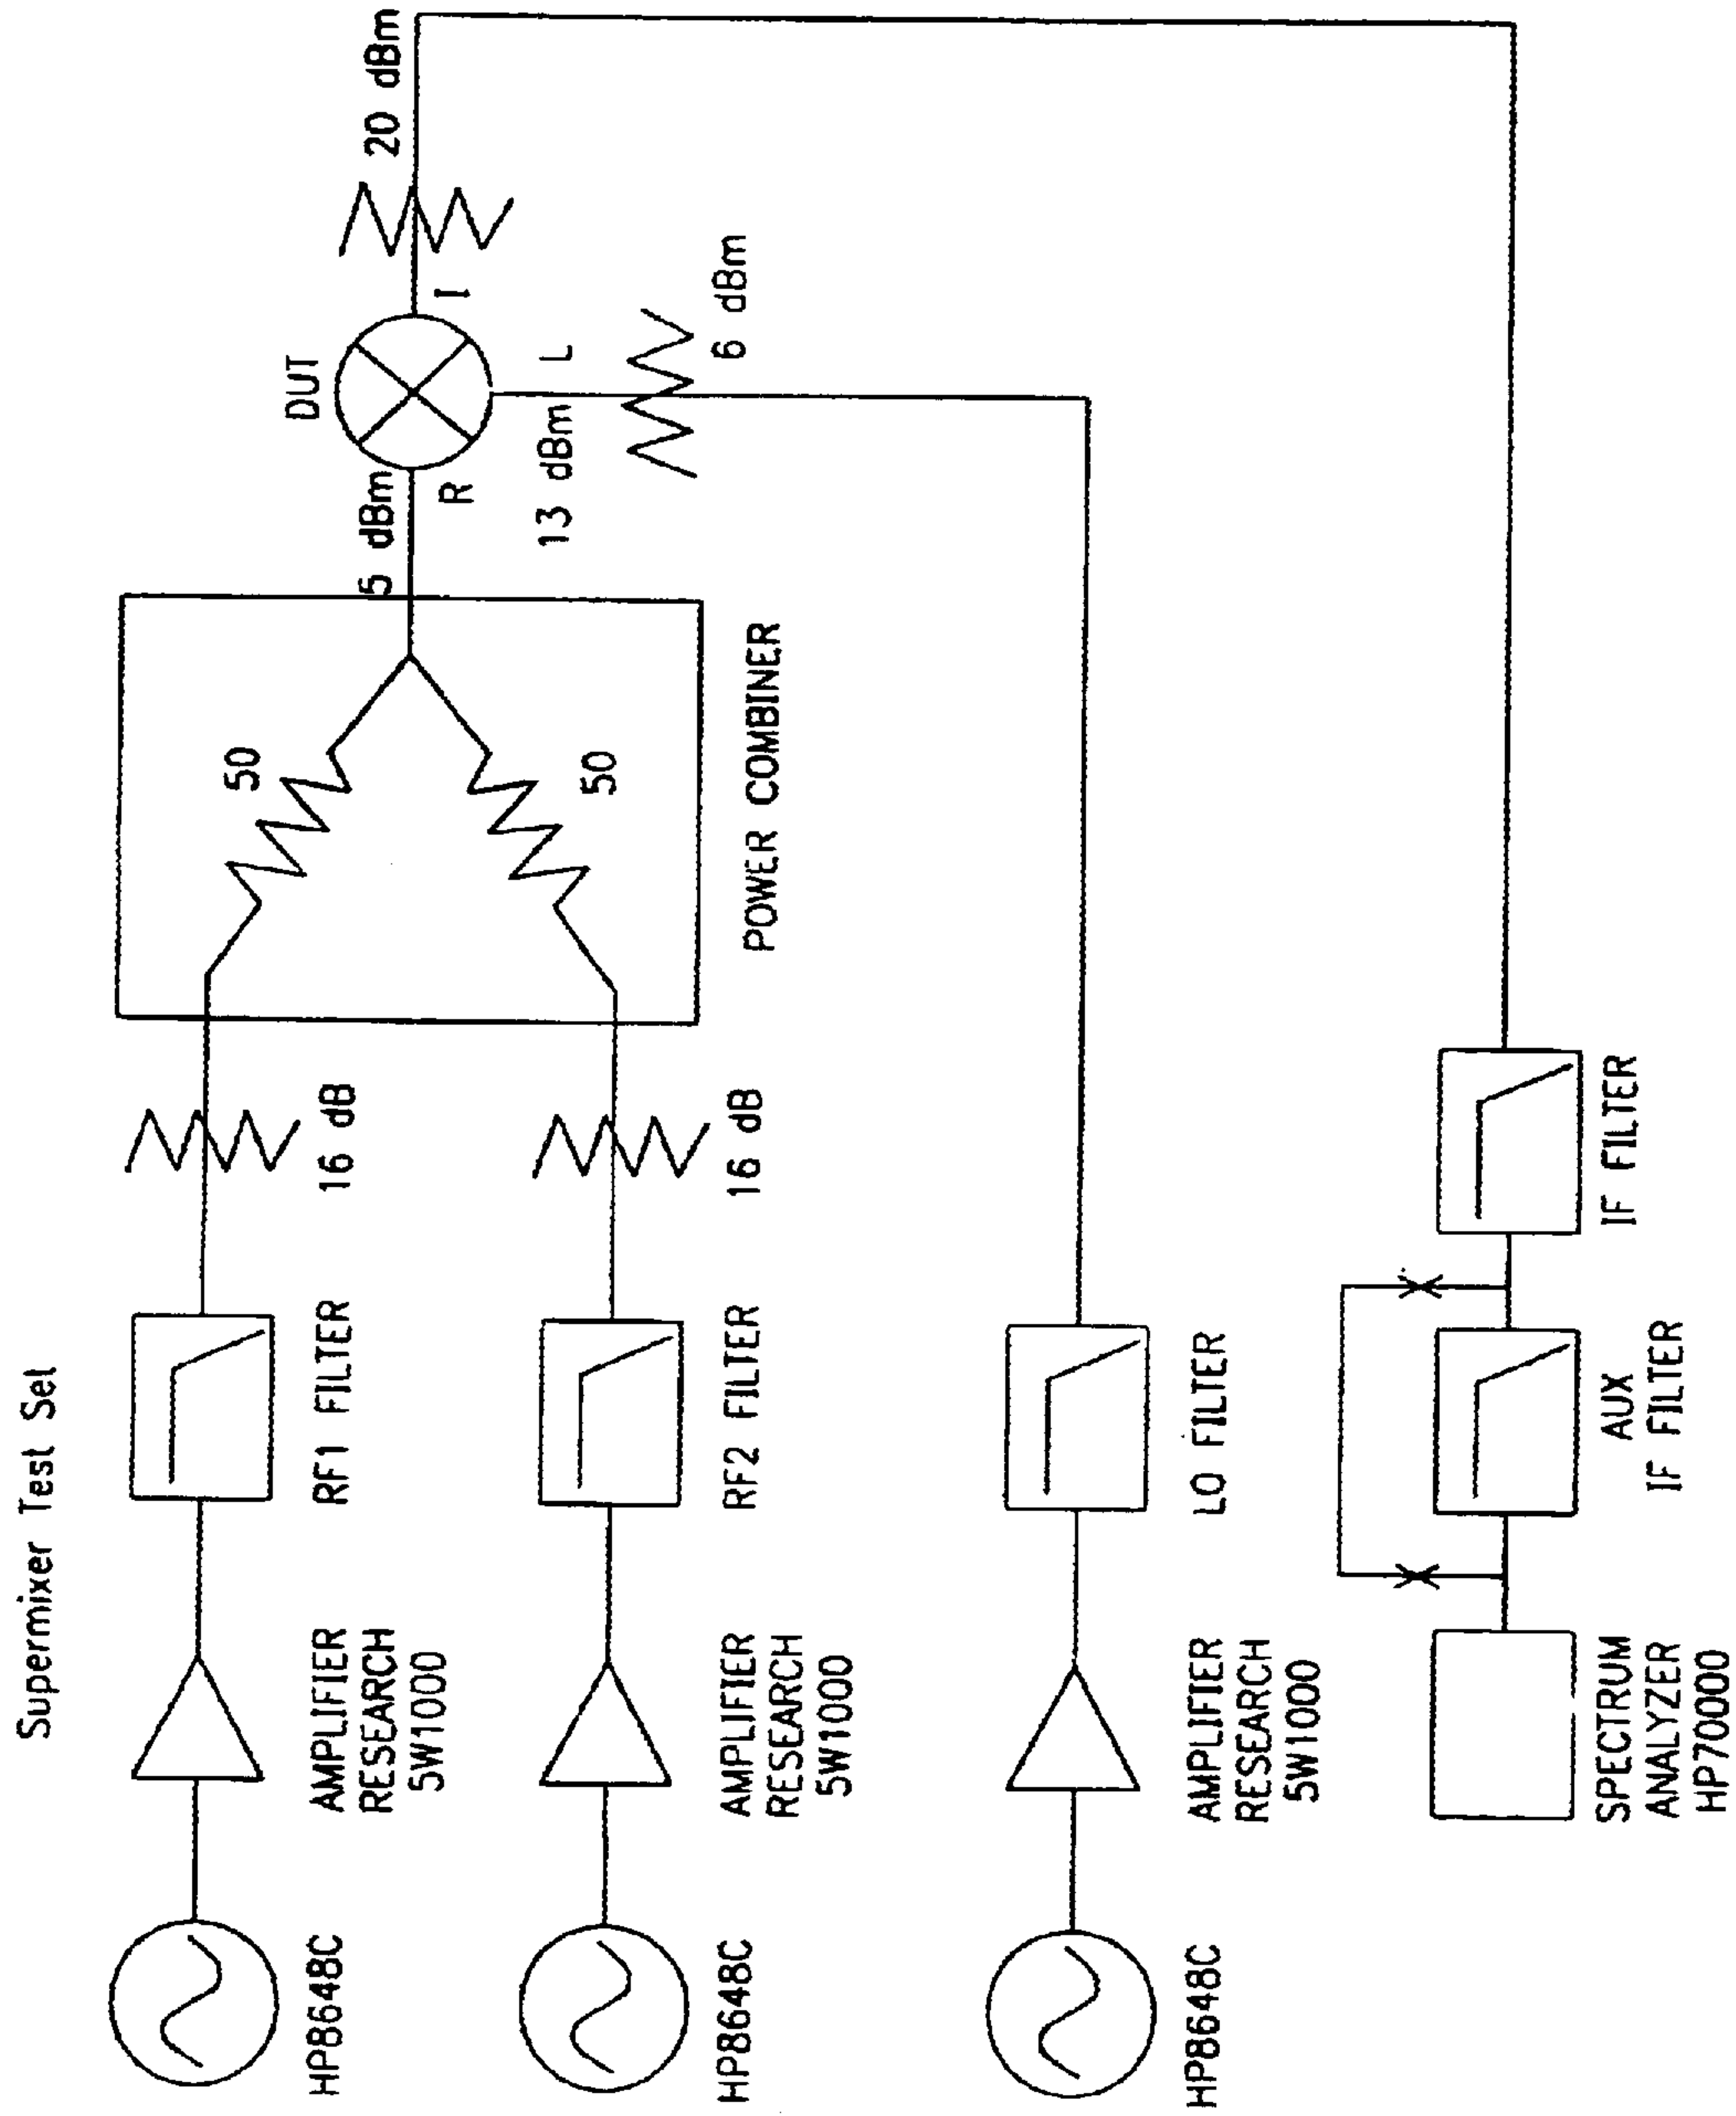 Supermixer Test Set
HP8648C
AMPLIFIER
RESEARCH
5W1000
RF1 FILTER
16 dB
50
5 dBm
DUT
R
I
20 dBm
HP8648C
AMPLIFIER
RESEARCH
5W1000
RF2 FILTER
16 dB
50
POWER COMBINER
13 dBm
L
6 dBm
HP8648C
AMPLIFIER
RESEARCH
5W1000
LO FILTER
SPECTRUM
ANALYZER
HP70000
AUX
IF FILTER
IF FILTER